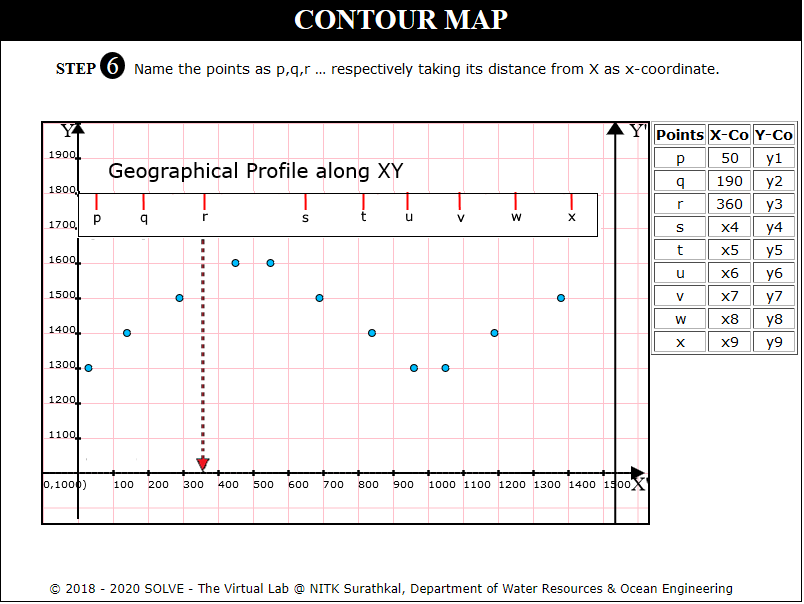 CONTOUR MAP
STEP 6 Name the points as p,q,r ... respectively taking its distance from X as x-coordinate.
Y Y'
1900
Geographical Profile along XY
1800
p q r s t u v w x
1700
1600
1500
1400
1300
1200
1100
0,1000) 100 200 300 400 500 600 700 800 900 1000 1100 1200 1300 1400 1500 X'
Points X-Co Y-Co
p 50 y1
q 190 y2
r 360 y3
s x4 y4
t x5 y5
u x6 y6
v x7 y7
w x8 y8
x x9 y9
© 2018 - 2020 SOLVE - The Virtual Lab @ NITK Surathkal, Department of Water Resources & Ocean Engineering